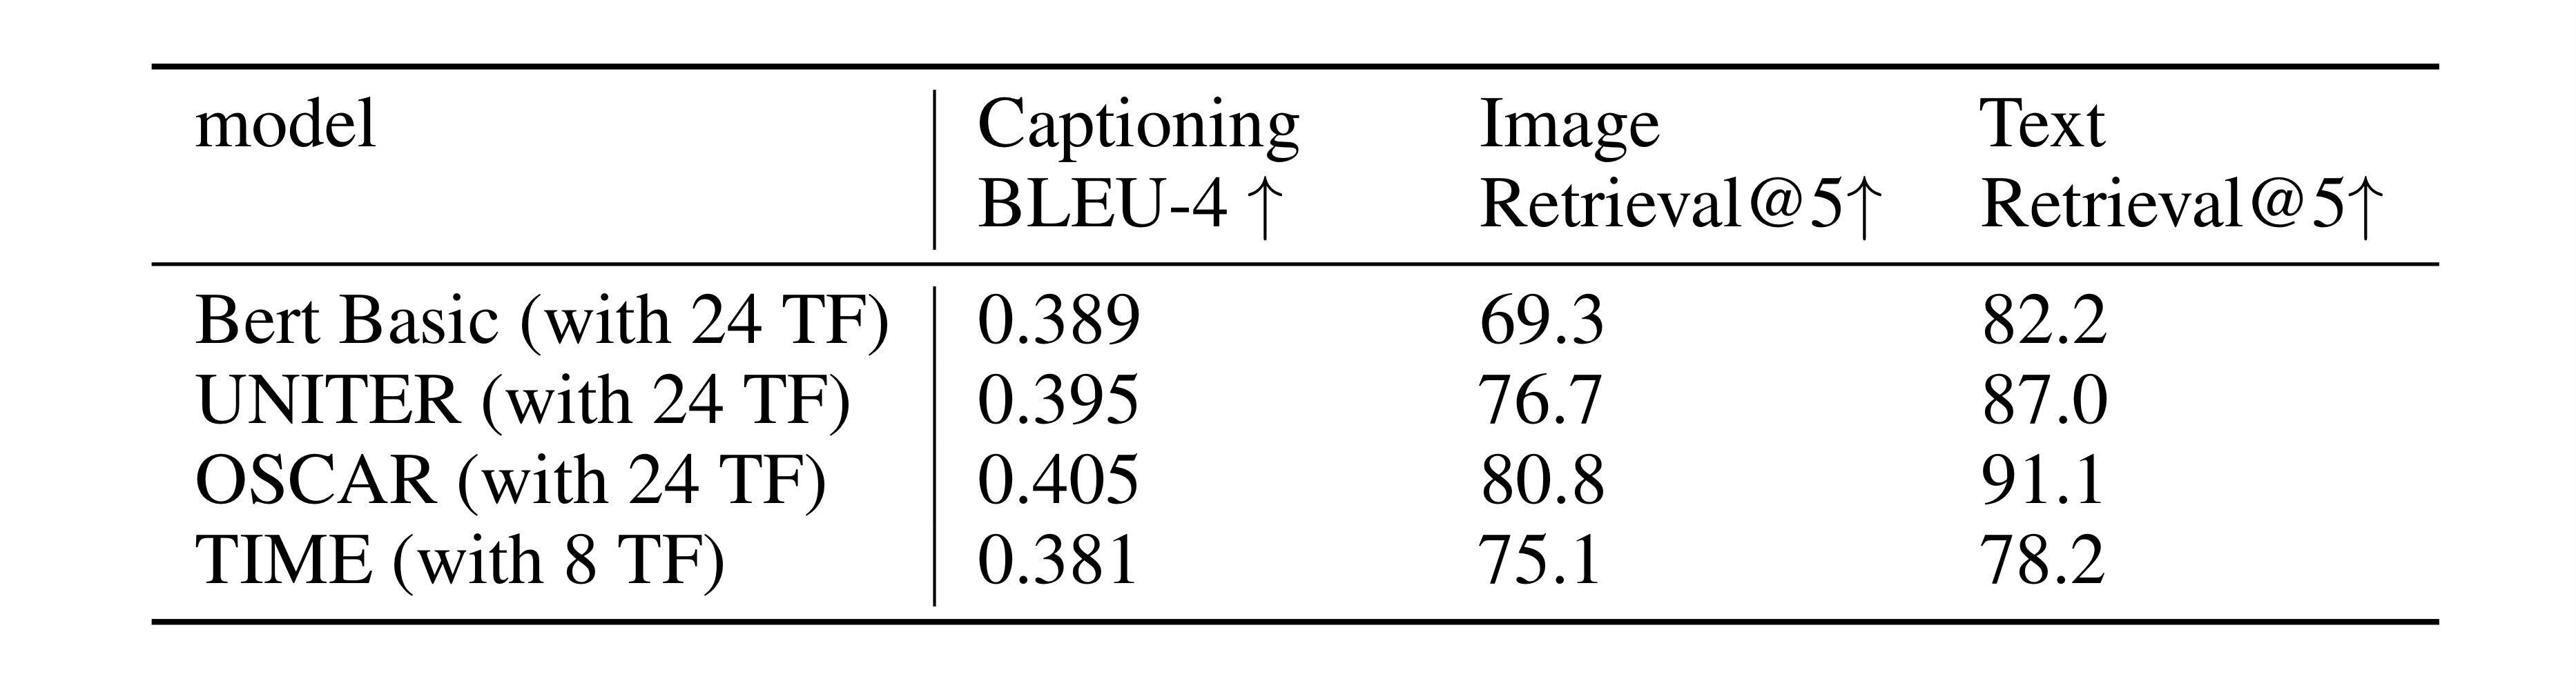 model Captioning Image Text
BLEU-4 ↑ Retrieval@5↑ Retrieval@5↑
Bert Basic (with 24 TF) 0.389 69.3 82.2
UNITER (with 24 TF) 0.395 76.7 87.0
OSCAR (with 24 TF) 0.405 80.8 91.1
TIME (with 8 TF) 0.381 75.1 78.2